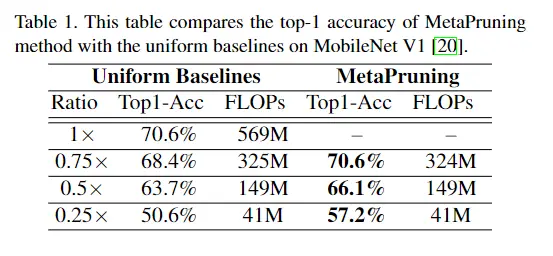 Table 1. This table compares the top-1 accuracy of MetaPruning
method with the uniform baselines on MobileNet V1 [20].
Uniform Baselines MetaPruning
Ratio Top1-Acc FLOPs Top1-Acc FLOPs
1× 70.6% 569M – –
0.75× 68.4% 325M 70.6% 324M
0.5× 63.7% 149M 66.1% 149M
0.25× 50.6% 41M 57.2% 41M